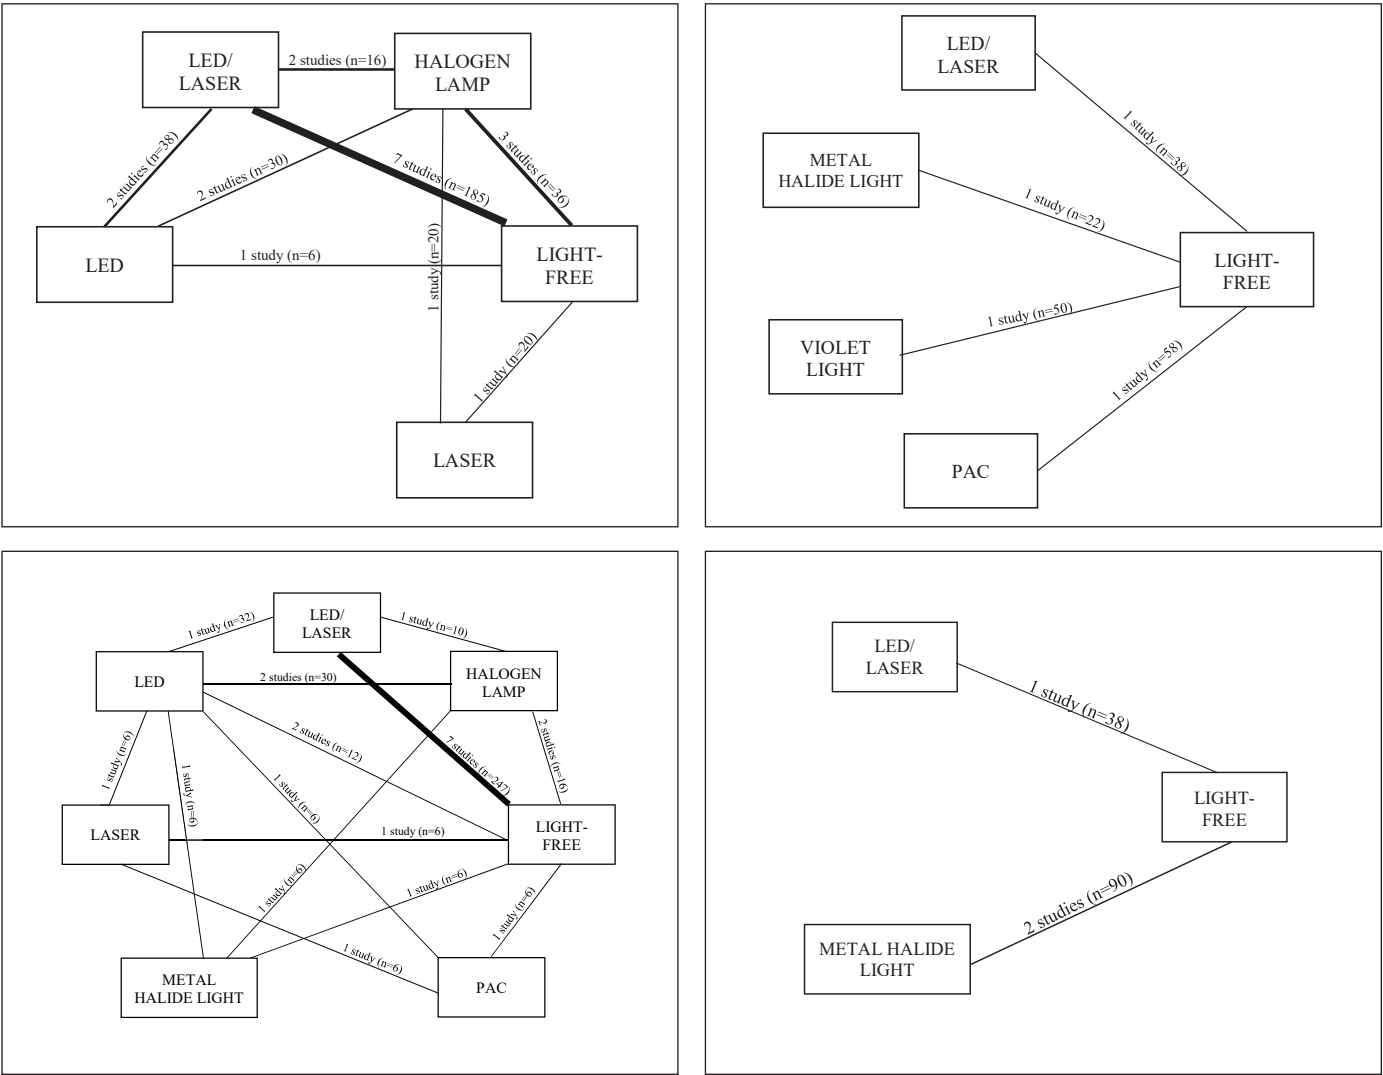 LED/
LASER
2 studies (n=16)
HALOGEN
LAMP
2 studies (n=38)
2 studies (n=30)
7 studies (n=185)
3 studies (n=36)
LED
1 study (n=6)
1 study (n=20)
LIGHT-
FREE
1 study (n=20)
LASER
LED/
LASER
1 study (n=38)
METAL
HALIDE LIGHT
1 study (n=22)
LIGHT-
FREE
VIOLET
LIGHT
1 study (n=50)
1 study (n=58)
PAC
LED/
LASER
1 study (n=32)
1 study (n=10)
LED
2 studies (n=30)
HALOGEN
LAMP
2 studies (n=12)
7 studies (n=247)
2 studies (n=16)
1 study (n=6)
1 study (n=6)
1 study (n=6)
LASER
1 study (n=6)
LIGHT-
FREE
1 study (n=6)
1 study (n=6)
1 study (n=6)
1 study (n=6)
METAL
HALIDE LIGHT
PAC
LED/
LASER
1 study (n=38)
LIGHT-
FREE
2 studies (n=90)
METAL HALIDE
LIGHT